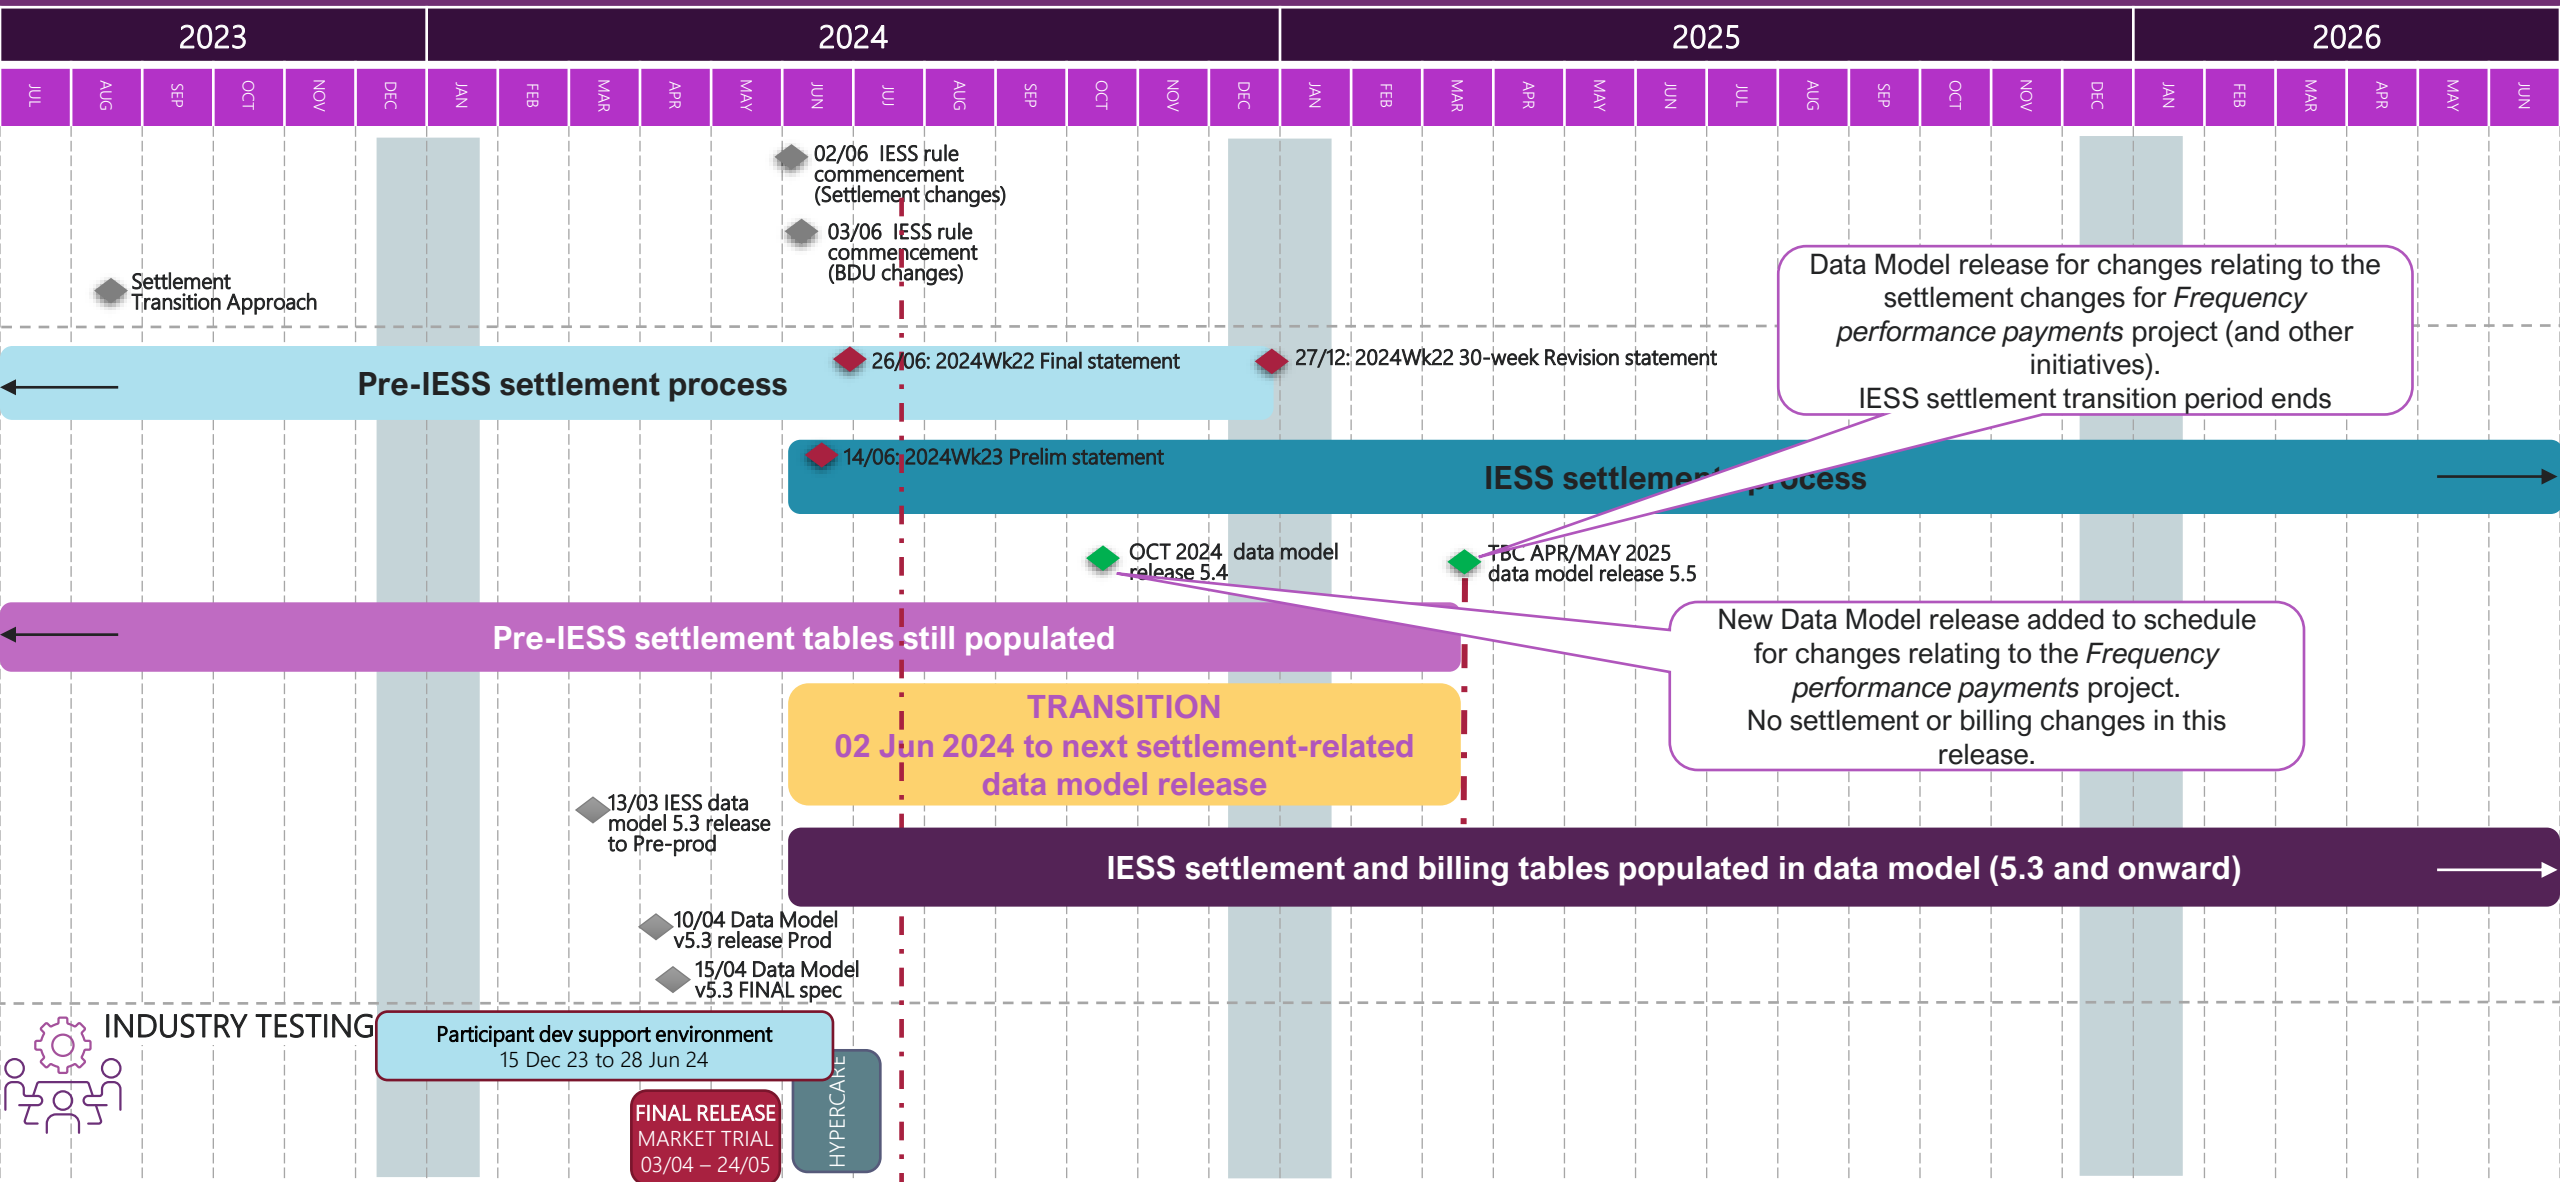 2023 2024 2025 2026
JUL AUG SEP OCT NOV DEC JAN FEB MAR APR MAY JUN JUJ AUG SEP OCT NOV DEC JAN FEB MAR APR MAY JUN JUL AUG SEP OCT NOV DEC JAN FEB MAR APR MAY JUN
02/06 IESS rule
commencement
(Settlement changes)
03/06 IESS rule
commencement
(BDU changes)
Settlement
Transition Approach
Data Model release for changes relating to the
settlement changes for Frequency
performance payments project (and other
initiatives).
IESS settlement transition period ends
Pre-IESS settlement process
26/06: 2024Wk22 Final statement
27/12: 2024Wk22 30-week Revision statement
14/06: 2024Wk23 Prelim statement
IESS settlement process
OCT 2024 data model
release 5.4
TBC APR/MAY 2025
data model release 5.5
Pre-IESS settlement tables still populated
New Data Model release added to schedule
for changes relating to the Frequency
performance payments project.
No settlement or billing changes in this
release.
TRANSITION
02 Jun 2024 to next settlement-related
data model release
13/03 IESS data
model 5.3 release
to Pre-prod
IESS settlement and billing tables populated in data model (5.3 and onward)
10/04 Data Model
v5.3 release Prod
15/04 Data Model
v5.3 FINAL spec
INDUSTRY TESTING
Participant dev support environment
15 Dec 23 to 28 Jun 24
HYPERCARE
FINAL RELEASE
MARKET TRIAL
03/04 – 24/05